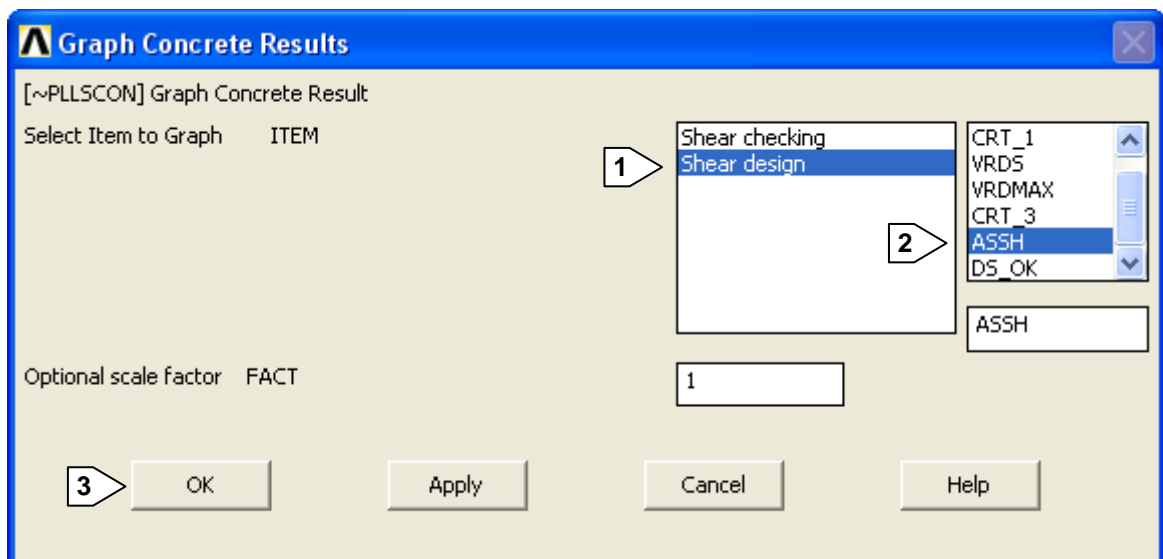 Graph Concrete Results
[~PLLSCON] Graph Concrete Result
Select Item to Graph ITEM
1
Shear checking
Shear design
2
CRT_1
VRDS
VRDMAX
CRT_3
ASSH
DS_OK
ASSH
Optional scale factor FACT
1
3
OK
Apply
Cancel
Help